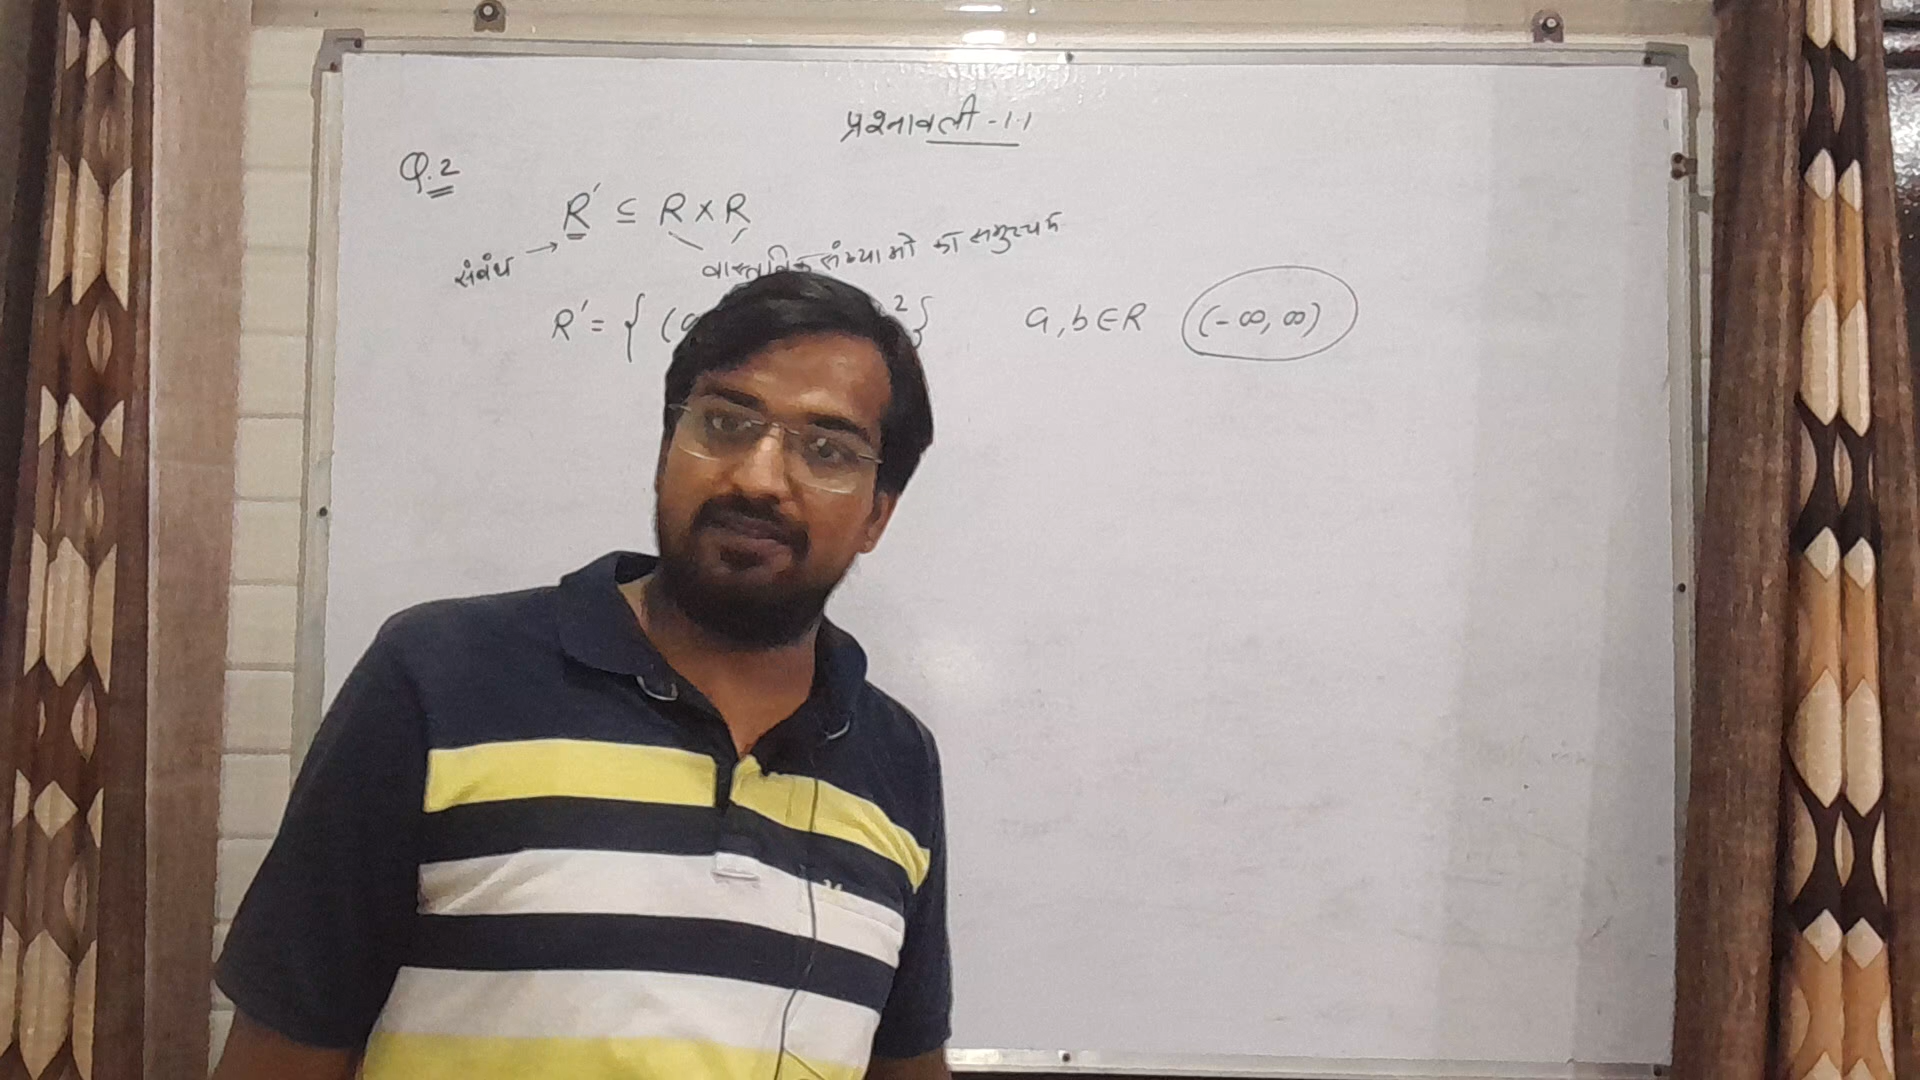 प्रश्नावली-1.1
Q.2
R' ⊆ R × R
संबंध → वास्तविक संख्याओं का समुच्चय
R' = { (a 2} a, b ∈ R (-∞, ∞)